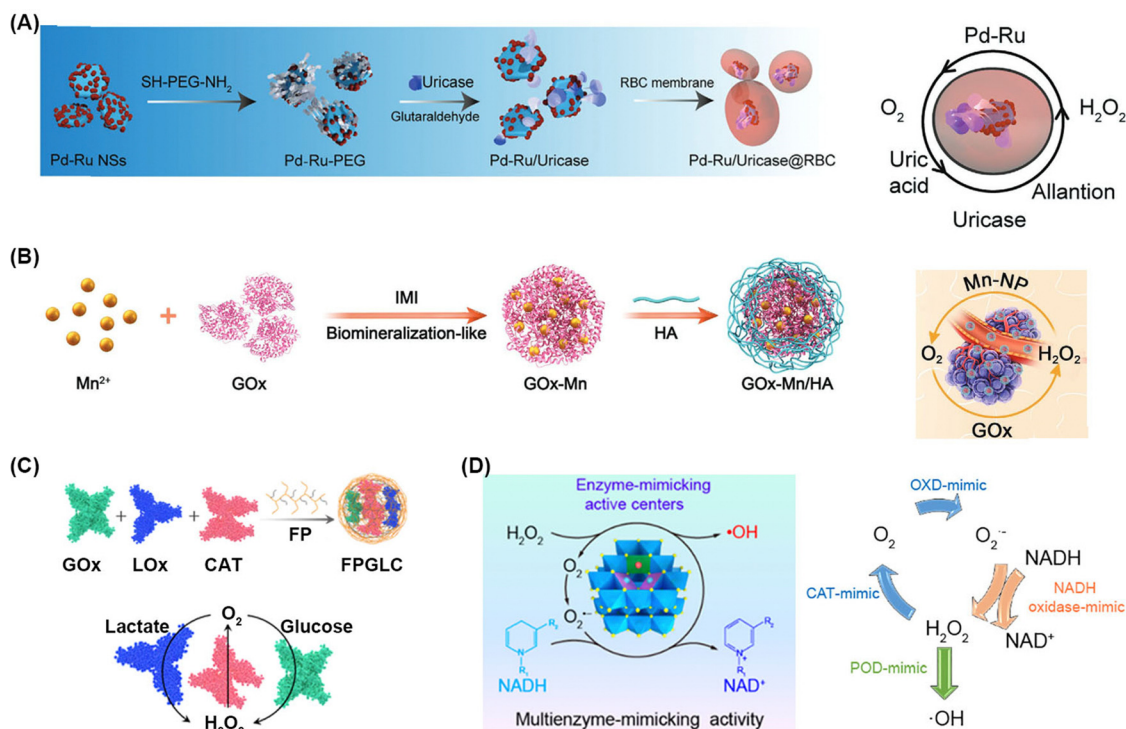 (A)
SH-PEG-NH2
Uricase
Glutaraldehyde
RBC membrane
Pd-Ru NSs
Pd-Ru-PEG
Pd-Ru/Uricase
Pd-Ru/Uricase@RBC
Pd-Ru
O2
H2O2
Uric
acid
Allantion
Uricase
(B)
+
IMI
Biomineralization-like
HA
Mn2+
GOx
GOx-Mn
GOx-Mn/HA
Mn-NP
O2
H2O2
GOx
(C)
+
+
FP
GOx
LOx
CAT
FPGLC
O2
Lactate
Glucose
H2O2
(D)
Enzyme-mimicking
active centers
H2O2
•OH
O2
O2•−
R2
N
R1
NADH
R2
N+
R1
NAD+
Multienzyme-mimicking activity
OXD-mimic
O2
O2·−
NADH
CAT-mimic
NADH
oxidase-mimic
H2O2
NAD+
POD-mimic
·OH